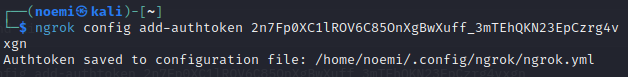 (noemi㉿kali)-[~]
$ ngrok config add-authtoken 2n7Fp0XC1lROV6C85OnXgBwXuff_3mTEhQKN23EpCzrg4v
xgn
Authtoken saved to configuration file: /home/noemi/.config/ngrok/ngrok.yml